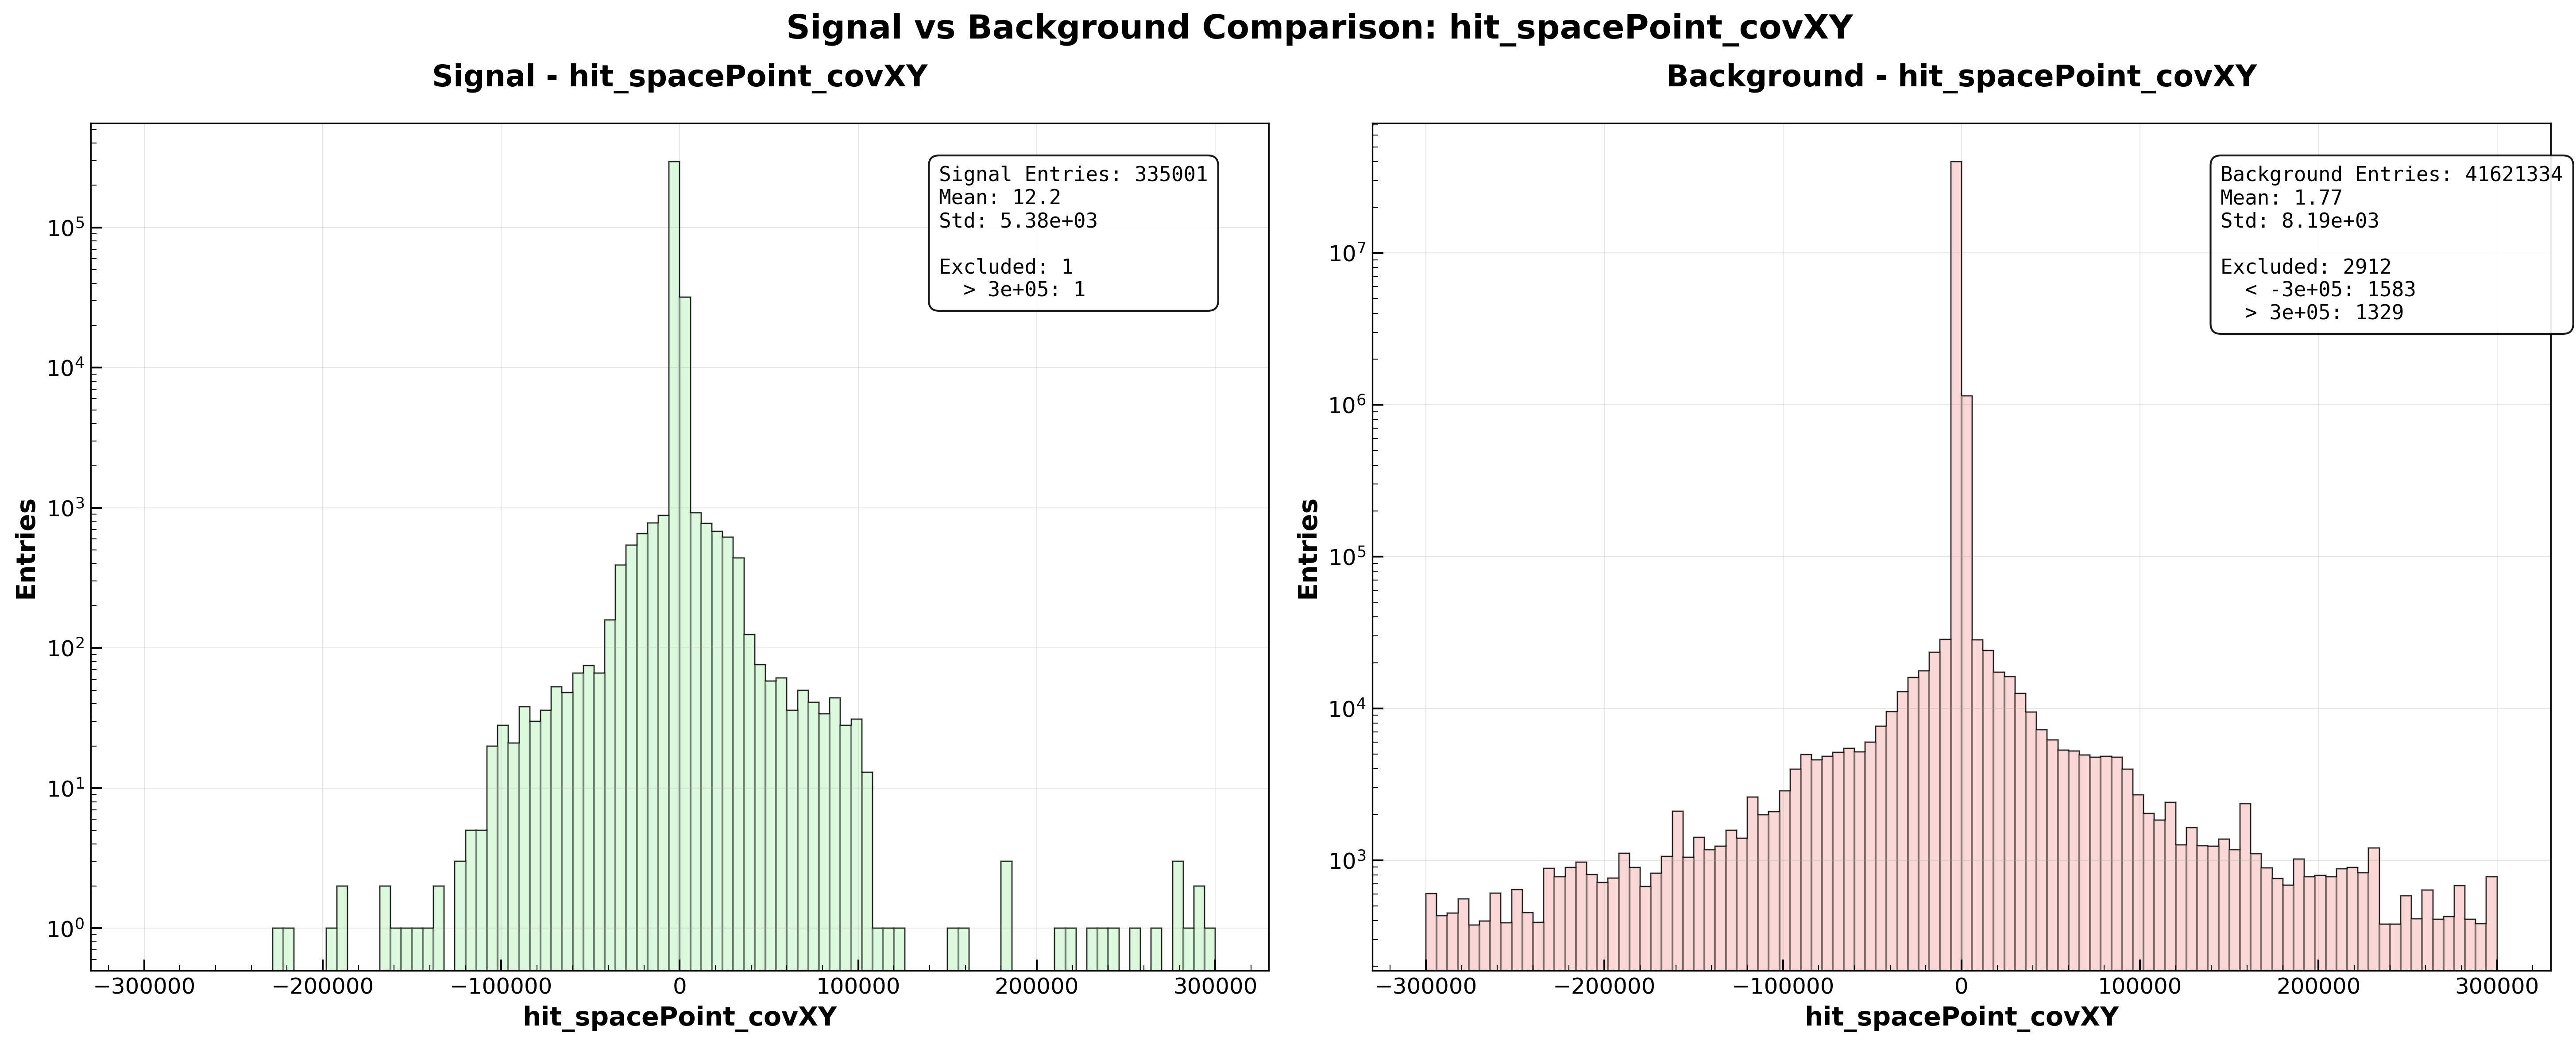 Signal vs Background Comparison: hit_spacePoint_covXY
Signal - hit_spacePoint_covXY
Signal Entries: 335001
Mean: 12.2
Std: 5.38e+03
Excluded: 1
> 3e+05: 1
Entries
10^5
10^4
10^3
10^2
10^1
10^0
−300000 −200000 −100000 0 100000 200000 300000
hit_spacePoint_covXY
Background - hit_spacePoint_covXY
Background Entries: 41621334
Mean: 1.77
Std: 8.19e+03
Excluded: 2912
< -3e+05: 1583
> 3e+05: 1329
Entries
10^7
10^6
10^5
10^4
10^3
−300000 −200000 −100000 0 100000 200000 300000
hit_spacePoint_covXY